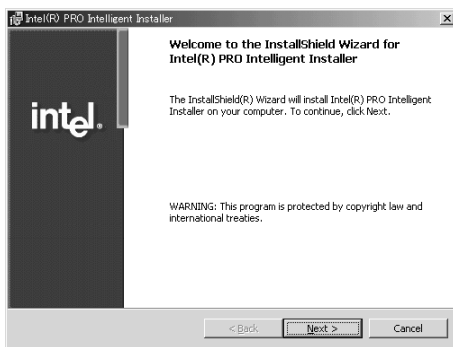 Intel(R) PRO Intelligent Installer
Welcome to the InstallShield Wizard for
Intel(R) PRO Intelligent Installer
The InstallShield(R) Wizard will install Intel(R) PRO Intelligent
Installer on your computer. To continue, click Next.
intel.
WARNING: This program is protected by copyright law and
international treaties.
< Back
Next >
Cancel